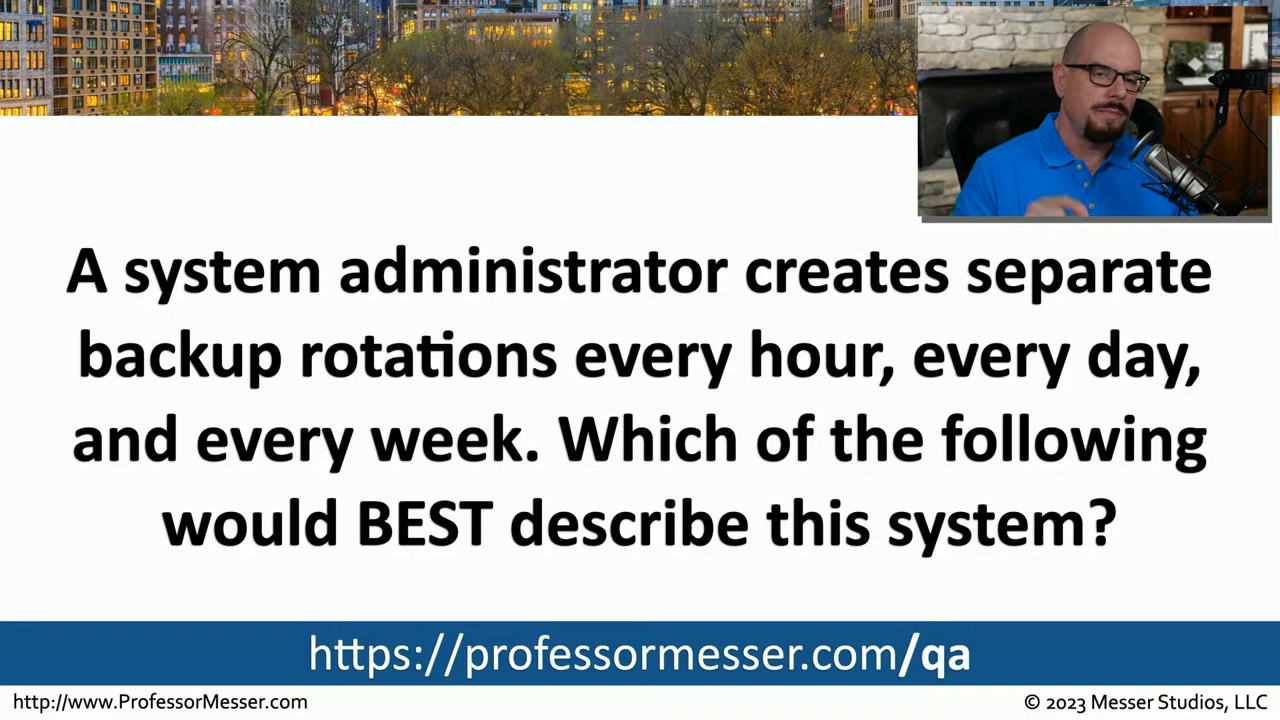 A system administrator creates separate
backup rotations every hour, every day,
and every week. Which of the following
would BEST describe this system?
https://professormesser.com/qa
http://www.ProfessorMesser.com
© 2023 Messer Studios, LLC